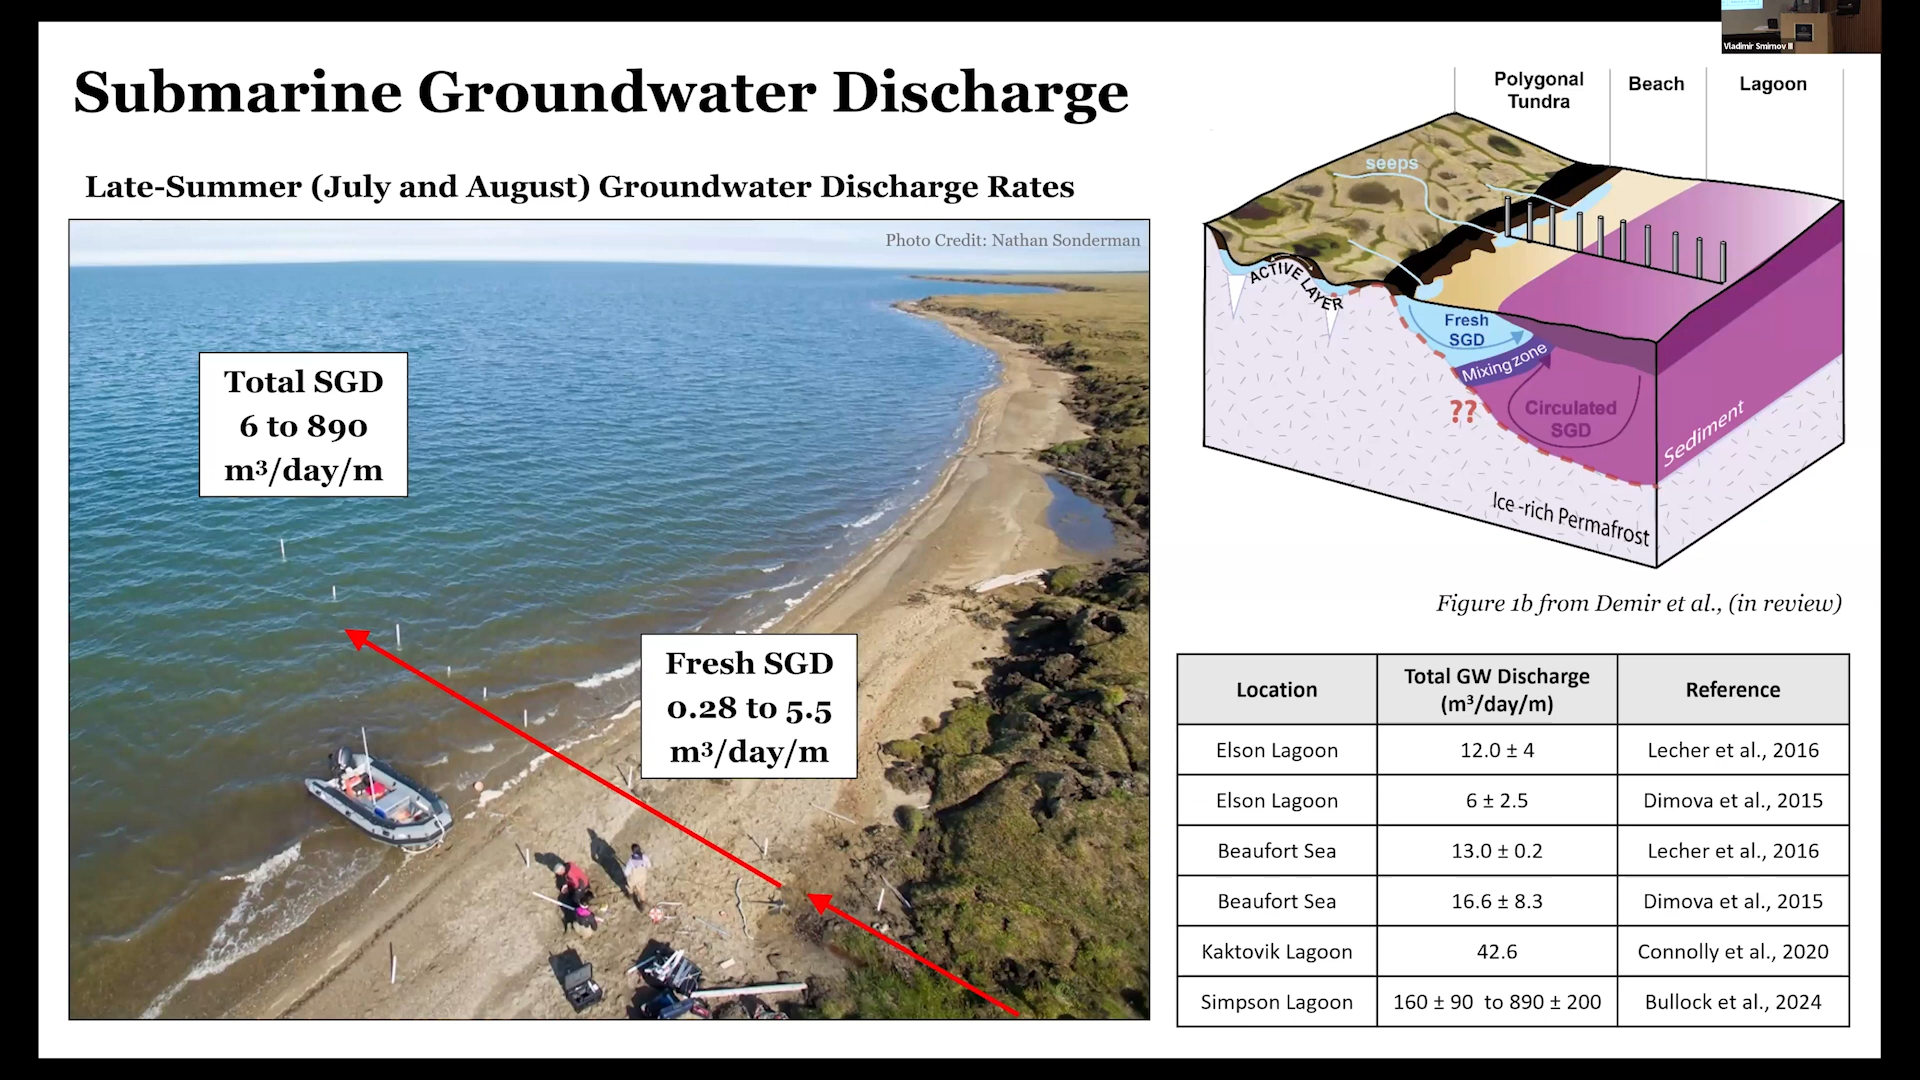 Vladimir Smirnov II
Submarine Groundwater Discharge
Late-Summer (July and August) Groundwater Discharge Rates
Photo Credit: Nathan Sonderman
Total SGD
6 to 890
m³/day/m
Fresh SGD
0.28 to 5.5
m³/day/m
Polygonal
Tundra
Beach
Lagoon
seeps
ACTIVE LAYER
Fresh
SGD
Mixing zone
??
Circulated
SGD
Sediment
Ice-rich Permafrost
Figure 1b from Demir et al., (in review)
Location Total GW Discharge (m³/day/m) Reference
Elson Lagoon 12.0 ± 4 Lecher et al., 2016
Elson Lagoon 6 ± 2.5 Dimova et al., 2015
Beaufort Sea 13.0 ± 0.2 Lecher et al., 2016
Beaufort Sea 16.6 ± 8.3 Dimova et al., 2015
Kaktovik Lagoon 42.6 Connolly et al., 2020
Simpson Lagoon 160 ± 90 to 890 ± 200 Bullock et al., 2024